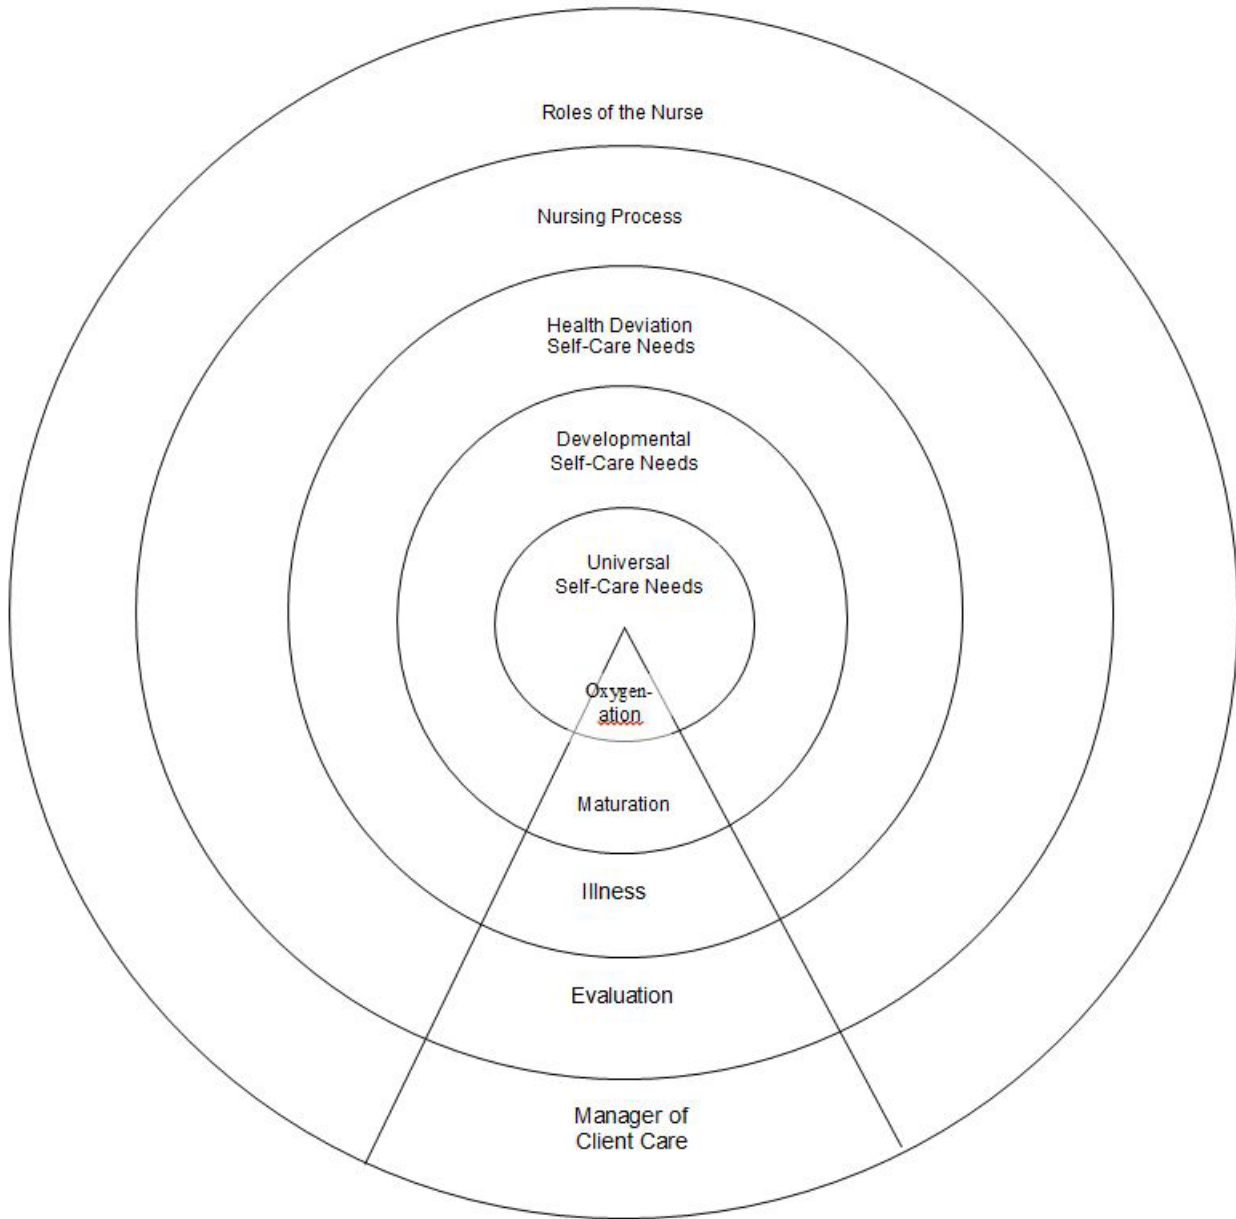 Roles of the Nurse
Nursing Process
Health Deviation
Self-Care Needs
Developmental
Self-Care Needs
Universal
Self-Care Needs
Oxygen-
ation
Maturation
Illness
Evaluation
Manager of
Client Care